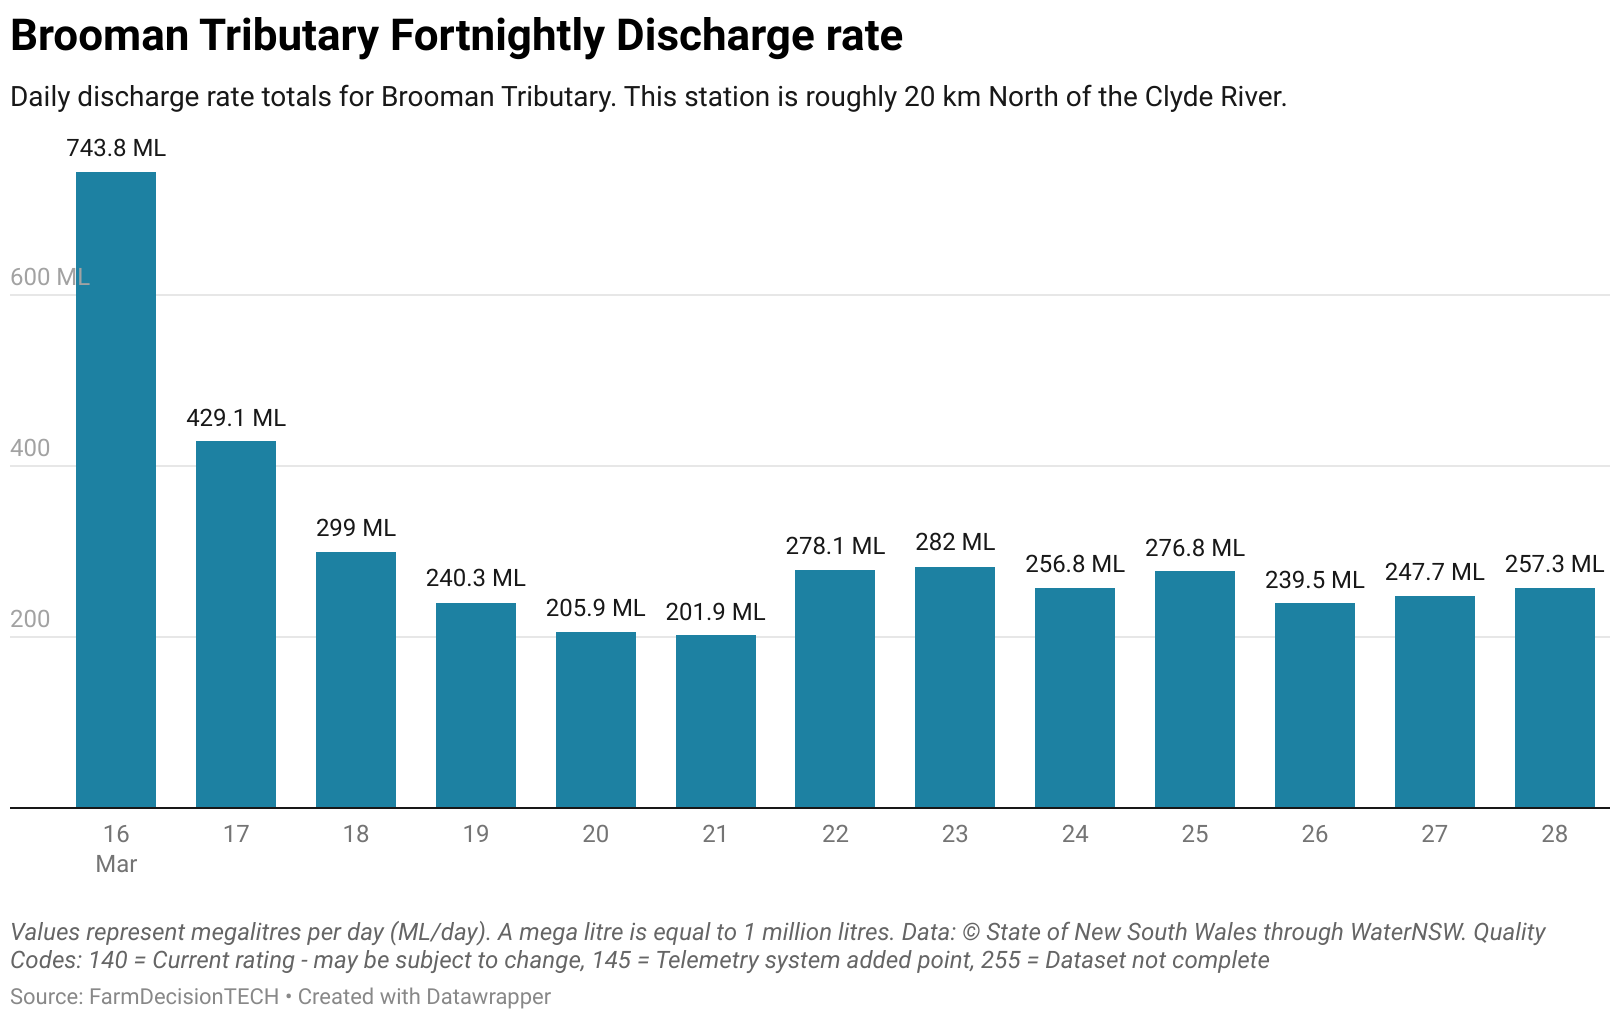 Brooman Tributary Fortnightly Discharge rate
Daily discharge rate totals for Brooman Tributary. This station is roughly 20 km North of the Clyde River.
743.8 ML
600 ML
429.1 ML
400
299 ML
240.3 ML
205.9 ML
201.9 ML
278.1 ML
282 ML
256.8 ML
276.8 ML
239.5 ML
247.7 ML
257.3 ML
200
16 17 18 19 20 21 22 23 24 25 26 27 28
Mar
Values represent megalitres per day (ML/day). A mega litre is equal to 1 million litres. Data: © State of New South Wales through WaterNSW. Quality
Codes: 140 = Current rating - may be subject to change, 145 = Telemetry system added point, 255 = Dataset not complete
Source: FarmDecisionTECH • Created with Datawrapper